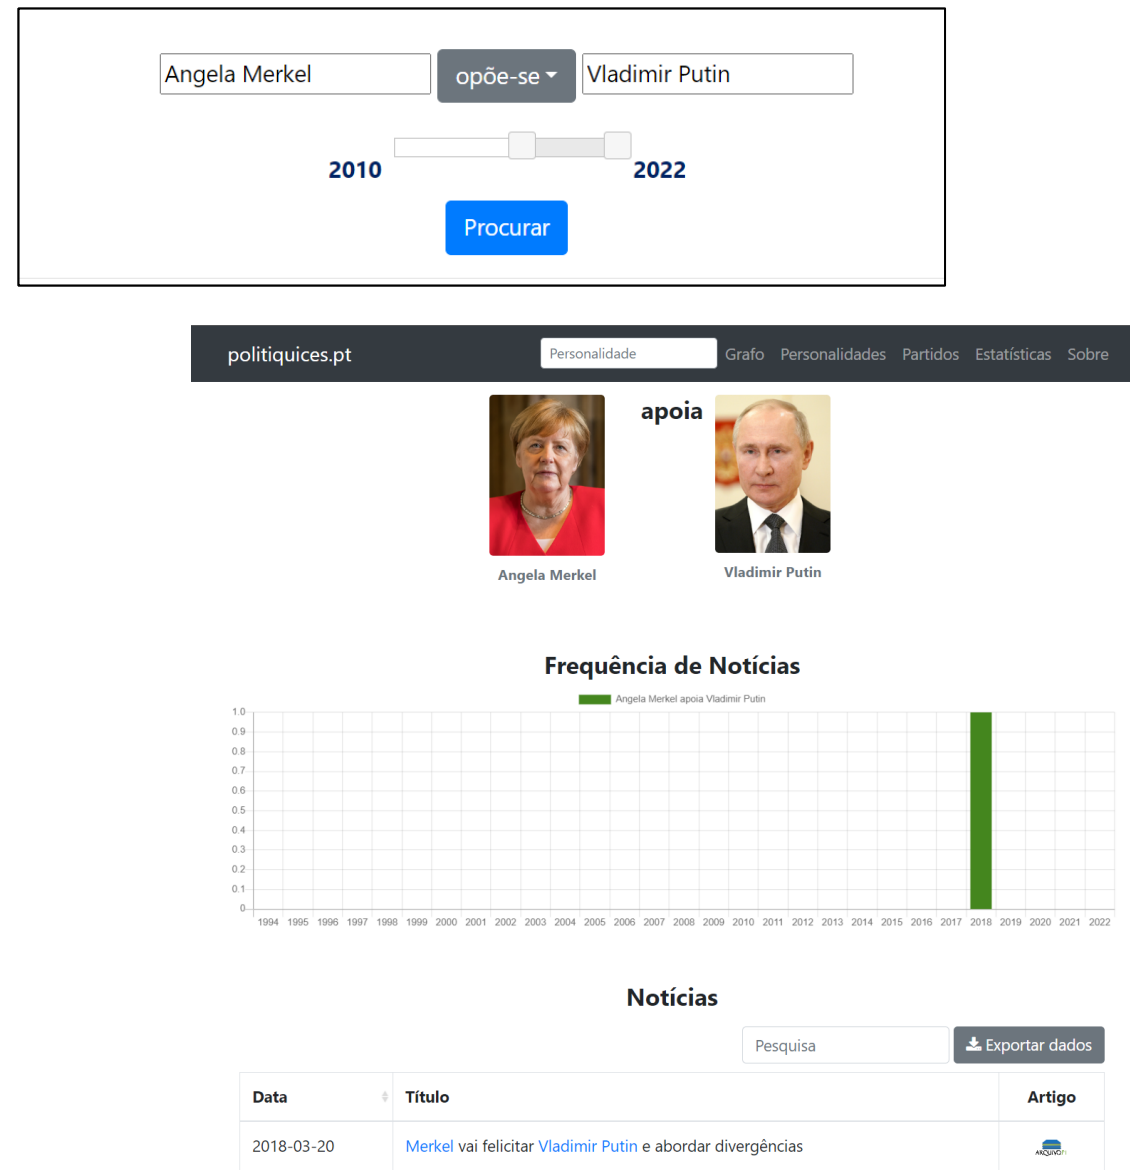 Angela Merkel opõe-se Vladimir Putin
2010 2022
Procurar
politiquices.pt Personalidade Grafo Personalidades Partidos Estatísticas Sobre
apoia
Angela Merkel Vladimir Putin
Frequência de Notícias
Angela Merkel apoia Vladimir Putin
1.0
0.9
0.8
0.7
0.6
0.5
0.4
0.3
0.2
0.1
0
1994 1995 1996 1997 1998 1999 2000 2001 2002 2003 2004 2005 2006 2007 2008 2009 2010 2011 2012 2013 2014 2015 2016 2017 2018 2019 2020 2021 2022
Notícias
Pesquisa Exportar dados
Data Título Artigo
2018-03-20 Merkel vai felicitar Vladimir Putin e abordar divergências ARQUIVO.PT